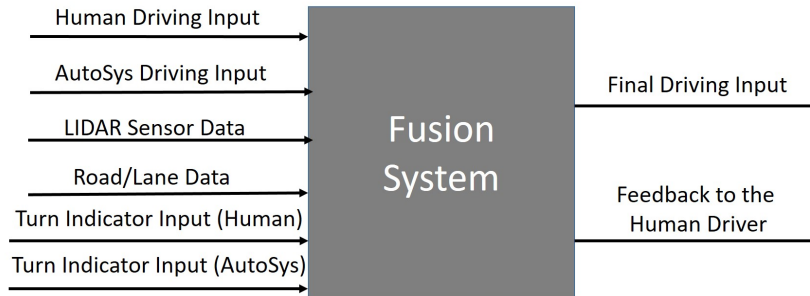 Human Driving Input
AutoSys Driving Input
LIDAR Sensor Data
Road/Lane Data
Turn Indicator Input (Human)
Turn Indicator Input (AutoSys)
Fusion
System
Final Driving Input
Feedback to the
Human Driver